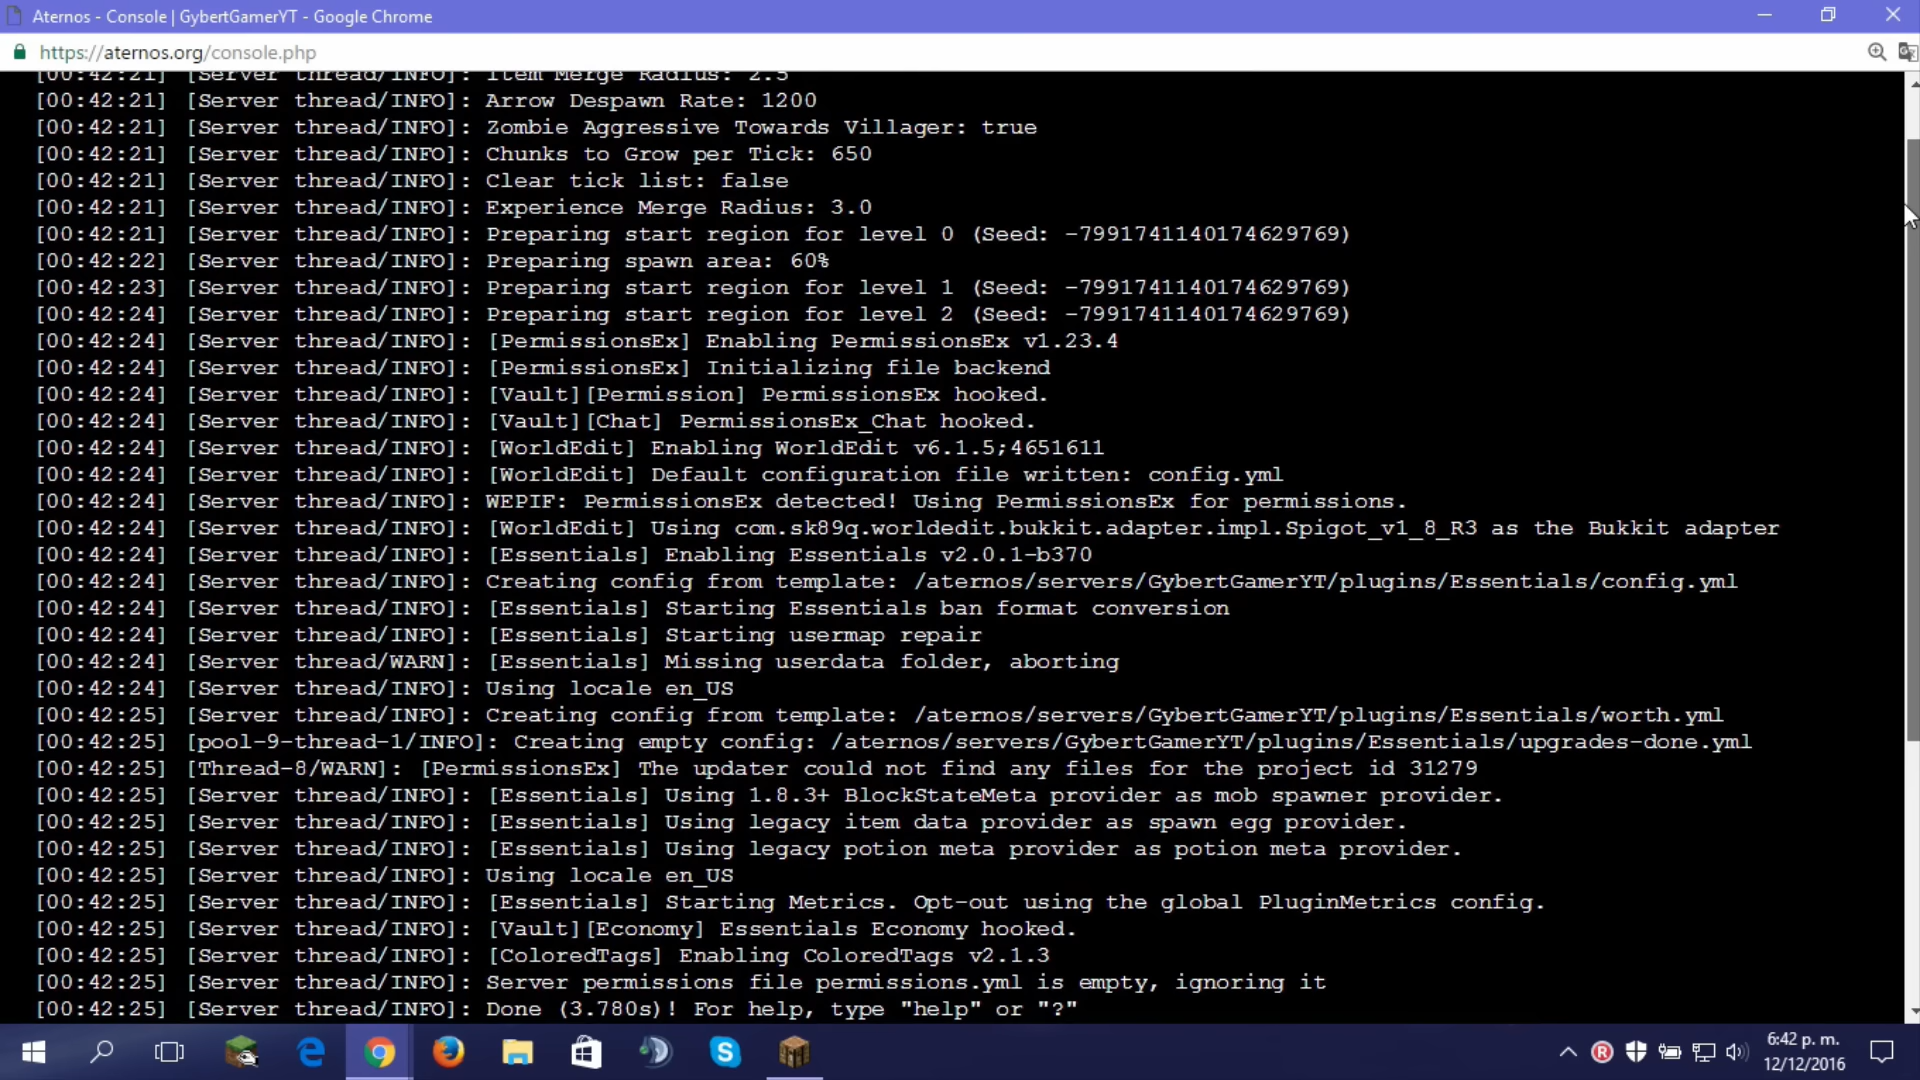 Aternos - Console | GybertGamerYT - Google Chrome
https://aternos.org/console.php
[00:42:21] [Server thread/INFO]: Item Merge Radius: 2.5
[00:42:21] [Server thread/INFO]: Arrow Despawn Rate: 1200
[00:42:21] [Server thread/INFO]: Zombie Aggressive Towards Villager: true
[00:42:21] [Server thread/INFO]: Chunks to Grow per Tick: 650
[00:42:21] [Server thread/INFO]: Clear tick list: false
[00:42:21] [Server thread/INFO]: Experience Merge Radius: 3.0
[00:42:21] [Server thread/INFO]: Preparing start region for level 0 (Seed: -7991741140174629769)
[00:42:22] [Server thread/INFO]: Preparing spawn area: 60%
[00:42:23] [Server thread/INFO]: Preparing start region for level 1 (Seed: -7991741140174629769)
[00:42:24] [Server thread/INFO]: Preparing start region for level 2 (Seed: -7991741140174629769)
[00:42:24] [Server thread/INFO]: [PermissionsEx] Enabling PermissionsEx v1.23.4
[00:42:24] [Server thread/INFO]: [PermissionsEx] Initializing file backend
[00:42:24] [Server thread/INFO]: [Vault][Permission] PermissionsEx hooked.
[00:42:24] [Server thread/INFO]: [Vault][Chat] PermissionsEx_Chat hooked.
[00:42:24] [Server thread/INFO]: [WorldEdit] Enabling WorldEdit v6.1.5;4651611
[00:42:24] [Server thread/INFO]: [WorldEdit] Default configuration file written: config.yml
[00:42:24] [Server thread/INFO]: WEPIF: PermissionsEx detected! Using PermissionsEx for permissions.
[00:42:24] [Server thread/INFO]: [WorldEdit] Using com.sk89q.worldedit.bukkit.adapter.impl.Spigot_v1_8_R3 as the Bukkit adapter
[00:42:24] [Server thread/INFO]: [Essentials] Enabling Essentials v2.0.1-b370
[00:42:24] [Server thread/INFO]: Creating config from template: /aternos/servers/GybertGamerYT/plugins/Essentials/config.yml
[00:42:24] [Server thread/INFO]: [Essentials] Starting Essentials ban format conversion
[00:42:24] [Server thread/INFO]: [Essentials] Starting usermap repair
[00:42:24] [Server thread/WARN]: [Essentials] Missing userdata folder, aborting
[00:42:24] [Server thread/INFO]: Using locale en_US
[00:42:25] [Server thread/INFO]: Creating config from template: /aternos/servers/GybertGamerYT/plugins/Essentials/worth.yml
[00:42:25] [pool-9-thread-1/INFO]: Creating empty config: /aternos/servers/GybertGamerYT/plugins/Essentials/upgrades-done.yml
[00:42:25] [Thread-8/WARN]: [PermissionsEx] The updater could not find any files for the project id 31279
[00:42:25] [Server thread/INFO]: [Essentials] Using 1.8.3+ BlockStateMeta provider as mob spawner provider.
[00:42:25] [Server thread/INFO]: [Essentials] Using legacy item data provider as spawn egg provider.
[00:42:25] [Server thread/INFO]: [Essentials] Using legacy potion meta provider as potion meta provider.
[00:42:25] [Server thread/INFO]: Using locale en_US
[00:42:25] [Server thread/INFO]: [Essentials] Starting Metrics. Opt-out using the global PluginMetrics config.
[00:42:25] [Server thread/INFO]: [Vault][Economy] Essentials Economy hooked.
[00:42:25] [Server thread/INFO]: [ColoredTags] Enabling ColoredTags v2.1.3
[00:42:25] [Server thread/INFO]: Server permissions file permissions.yml is empty, ignoring it
[00:42:25] [Server thread/INFO]: Done (3.780s)! For help, type "help" or "?"
6:42 p. m.
12/12/2016